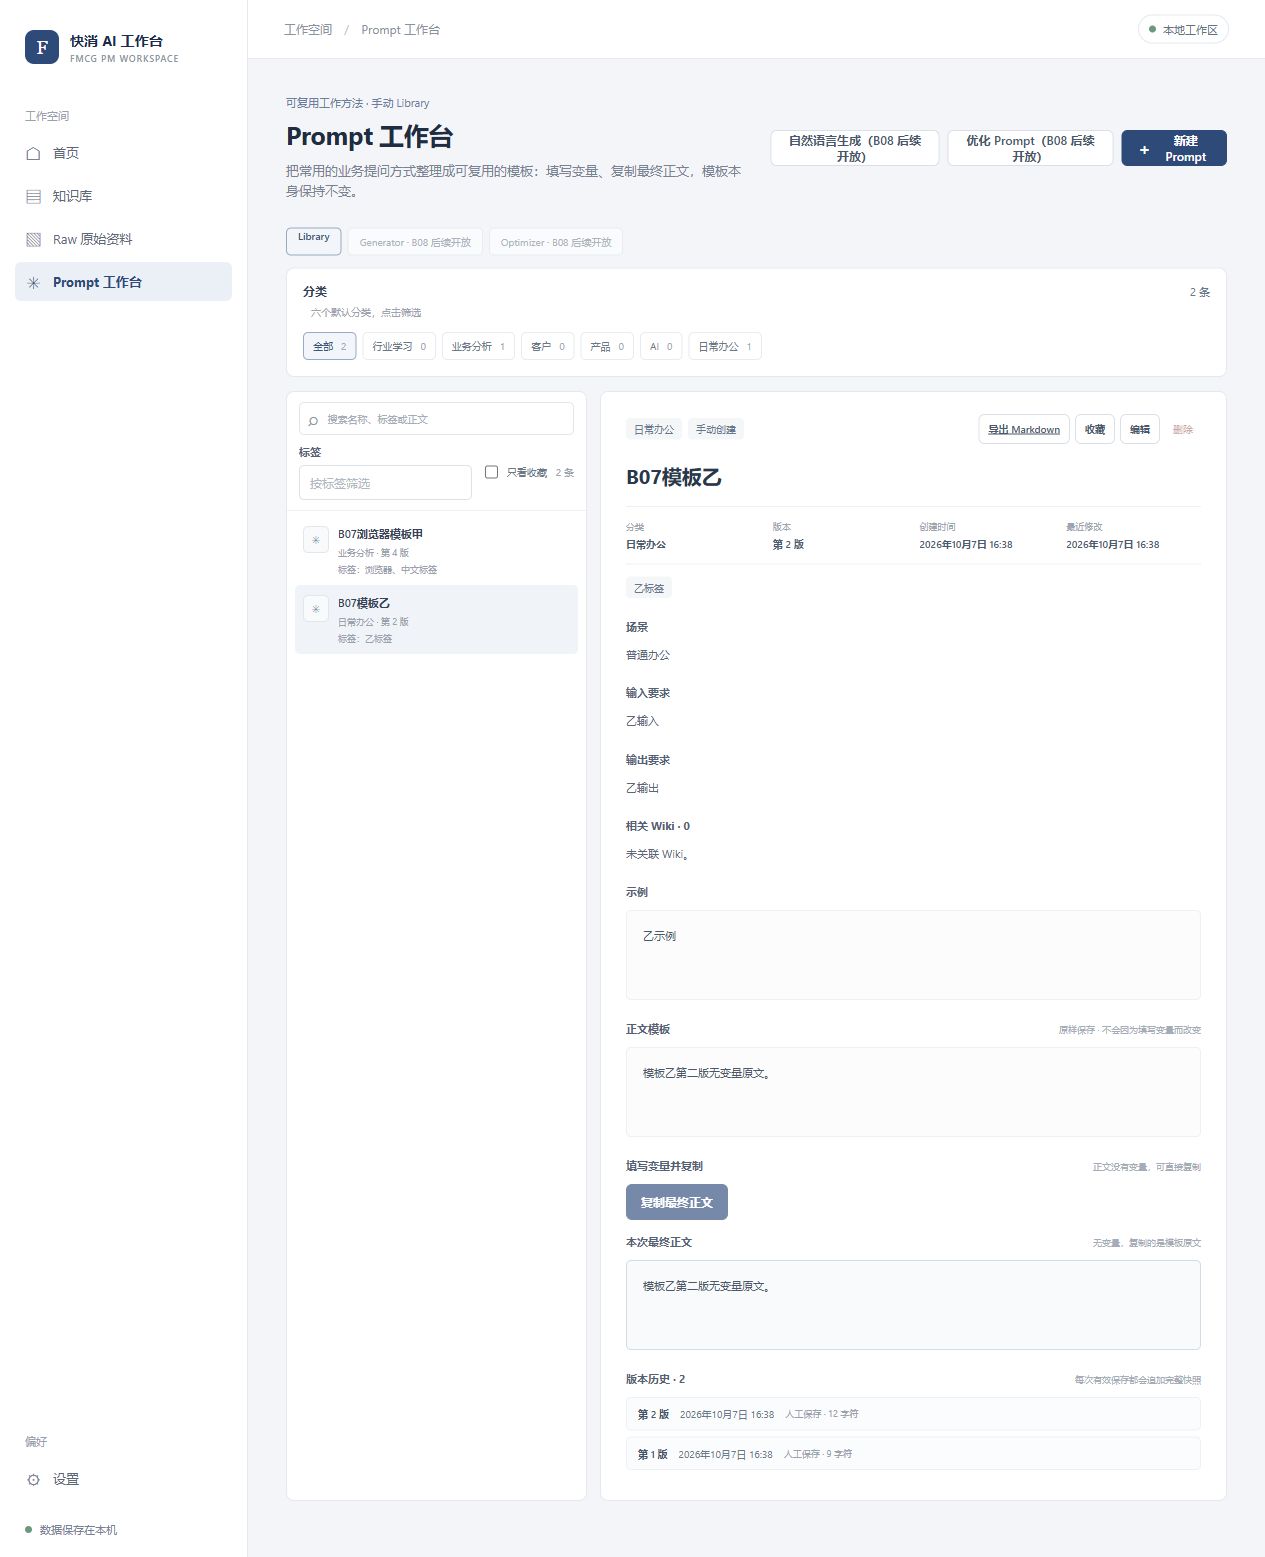 F
快消 AI 工作台
FMCG PM WORKSPACE
工作空间
首页
知识库
Raw 原始资料
Prompt 工作台
偏好
设置
数据保存在本机
工作空间 / Prompt 工作台
本地工作区
可复用工作方法 · 手动 Library
Prompt 工作台
把常用的业务提问方式整理成可复用的模板：填写变量、复制最终正文，模板本
身保持不变。
自然语言生成（B08 后续
开放）
优化 Prompt（B08 后续
开放）
+ 新建
Prompt
Library
Generator · B08 后续开放
Optimizer · B08 后续开放
分类
2 条
六个默认分类，点击筛选
全部 2
行业学习 0
业务分析 1
客户 0
产品 0
AI 0
日常办公 1
搜索名称、标签或正文
标签
按标签筛选
只看收藏 2 条
B07浏览器模板甲
业务分析 · 第 4 版
标签：浏览器、中文标签
B07模板乙
日常办公 · 第 2 版
标签：乙标签
日常办公
手动创建
导出 Markdown
收藏
编辑
删除
B07模板乙
分类
日常办公
版本
第 2 版
创建时间
2026年10月7日 16:38
最近修改
2026年10月7日 16:38
乙标签
场景
普通办公
输入要求
乙输入
输出要求
乙输出
相关 Wiki · 0
未关联 Wiki。
示例
乙示例
正文模板
原样保存 · 不会因为填写变量而改变
模板乙第二版无变量原文。
填写变量并复制
正文没有变量，可直接复制
复制最终正文
本次最终正文
无变量，复制的是模板原文
模板乙第二版无变量原文。
版本历史 · 2
每次有效保存都会追加完整快照
第 2 版 2026年10月7日 16:38 人工保存 · 12 字符
第 1 版 2026年10月7日 16:38 人工保存 · 9 字符